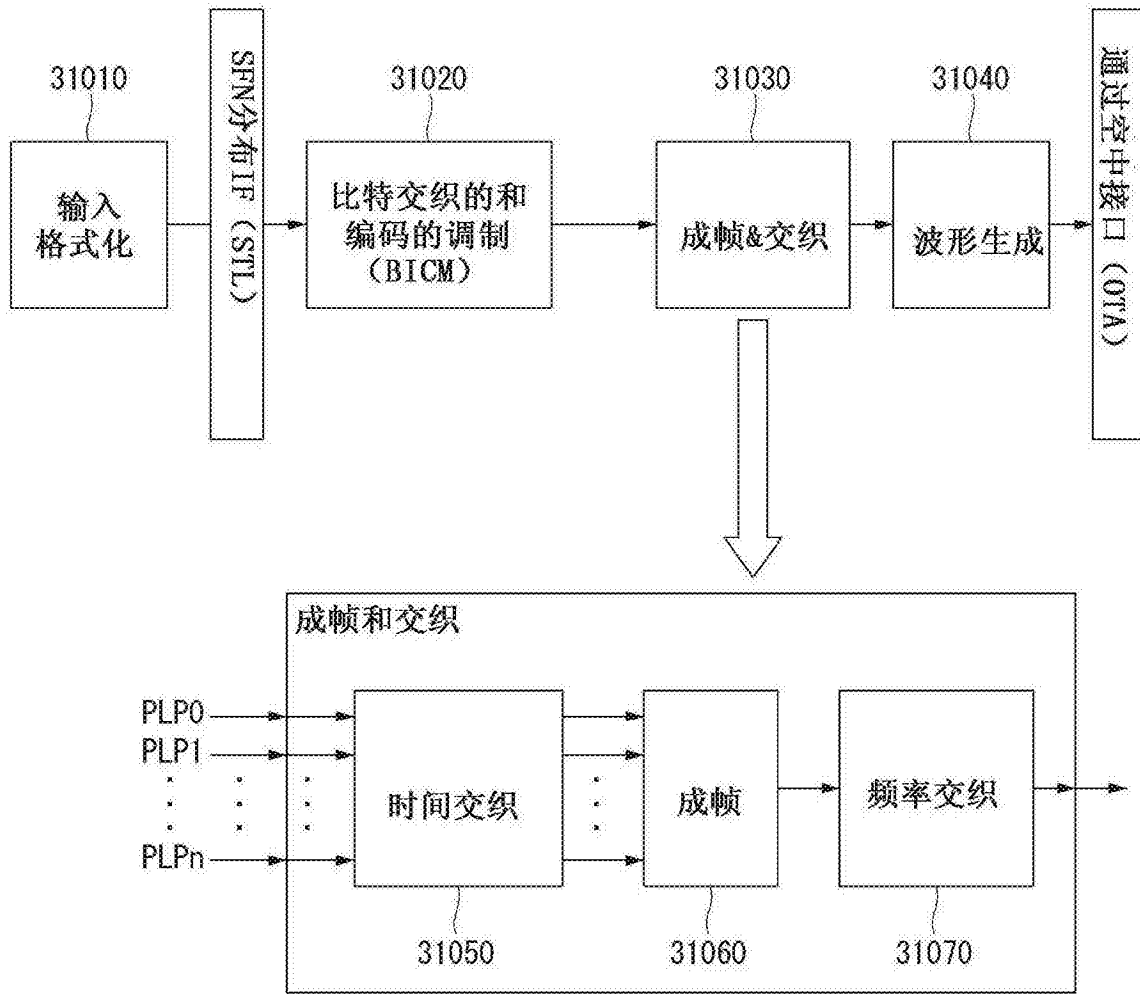 31010
31020
31030
31040
输入
格式化
SFN分布IF(STL)
比特交织的和
编码的调制
(BICM)
成帧&交织
波形生成
通过空中接口(OTA)
成帧和交织
PLP0
PLP1
PLPn
时间交织
成帧
频率交织
31050
31060
31070